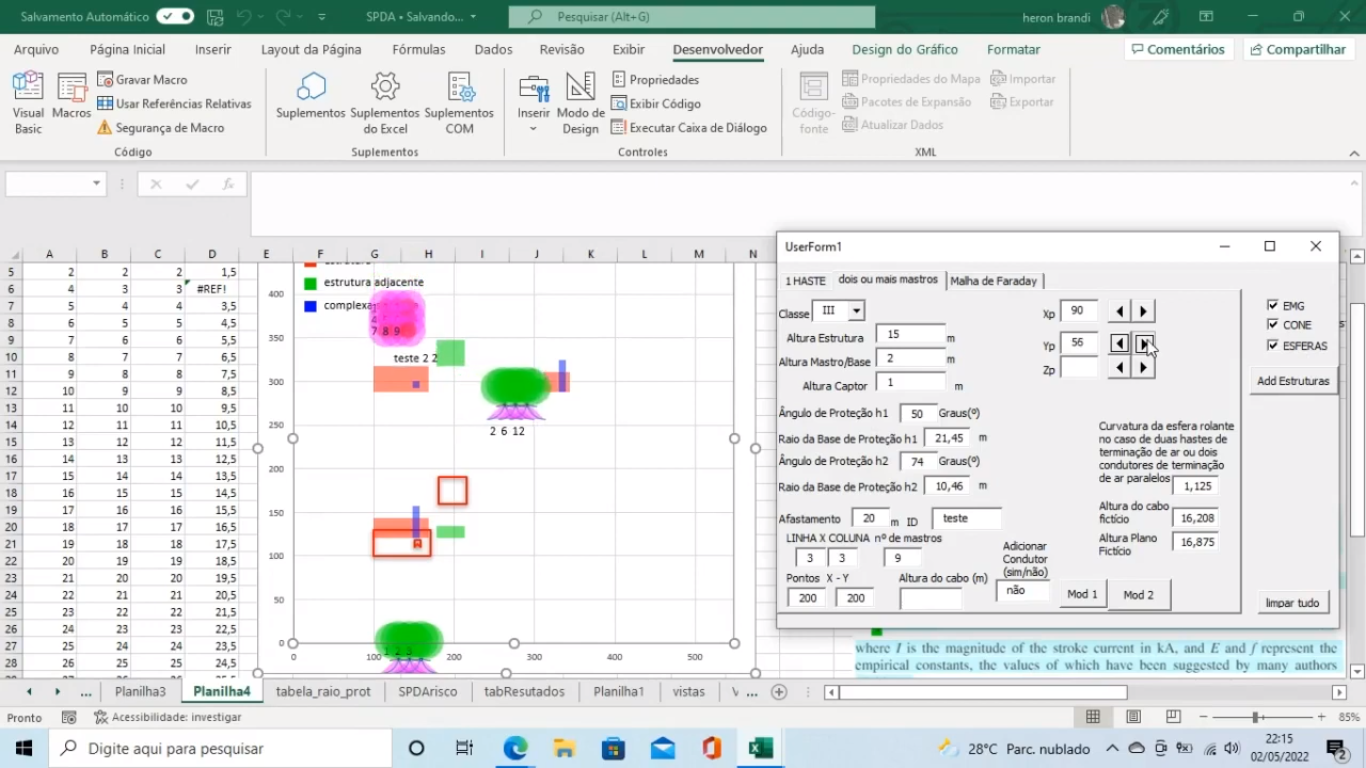 Salvamento Automático
SPDA • Salvando...
Pesquisar (Alt+G)
heron brandi
Arquivo Página Inicial Inserir Layout da Página Fórmulas Dados Revisão Exibir Desenvolvedor Ajuda Design do Gráfico Formatar
Comentários Compartilhar
Visual Basic
Macros
Gravar Macro
Usar Referências Relativas
Segurança de Macro
Código
Suplementos
Suplementos do Excel
Suplementos COM
Suplementos
Inserir
Modo de Design
Propriedades
Exibir Código
Executar Caixa de Diálogo
Controles
Código-fonte
Propriedades do Mapa
Pacotes de Expansão
Atualizar Dados
Importar
Exportar
XML
fx
A B C D E F G H I J K L M N
5 2 2 2 1,5
6 4 3 3 #REF!
7 5 4 4 3,5
8 6 5 5 4,5
9 7 6 6 5,5
10 8 7 7 6,5
11 9 8 8 7,5
12 10 9 9 8,5
13 11 10 10 9,5
14 12 11 11 10,5
15 13 12 12 11,5
16 14 13 13 12,5
17 15 14 14 13,5
18 16 15 15 14,5
19 17 16 16 15,5
20 18 17 17 16,5
21 19 18 18 17,5
22 20 19 19 18,5
23 21 20 20 19,5
24 22 21 21 20,5
25 23 22 22 21,5
26 24 23 23 22,5
27 25 24 24 23,5
28 26 25 25 24,5
estrutura adjacente
400
7 8 9
350
teste 2 2
300
250
2 6 12
200
150
100
50
0
1 2 3
0 100 200 300 400 500
UserForm1
1 HASTE
dois ou mais mastros
Malha de Faraday
Classe III
Altura Estrutura 15 m
Altura Mastro/Base 2 m
Altura Captor 1 m
Ângulo de Proteção h1 50 Graus(º)
Raio da Base de Proteção h1 21,45 m
Ângulo de Proteção h2 74 Graus(º)
Raio da Base de Proteção h2 10,46 m
Afastamento 20 m ID teste
LINHA X COLUNA nº de mastros
3 3 9
Pontos X - Y Altura do cabo (m)
200 200
Adicionar Condutor (sim/não)
não
Mod 1
Mod 2
Xp 90
Yp 56
Zp
EMG
CONE
ESFERAS
Add Estruturas
Curvatura da esfera rolante
no caso de duas hastes de
terminação de ar ou dois
condutores de terminação
de ar paralelos 1,125
Altura do cabo fictício 16,208
Altura Plano Fictício 16,875
limpar tudo
where I is the magnitude of the stroke current in kA, and E and f represent the
empirical constants, the values of which have been suggested by many authors
... Planilha3 Planilha4 tabela_raio_prot SPDArisco tabResutados Planilha1 vistas V ...
Pronto
Acessibilidade: investigar
85%
Digite aqui para pesquisar
28°C Parc. nublado
22:15
02/05/2022
2